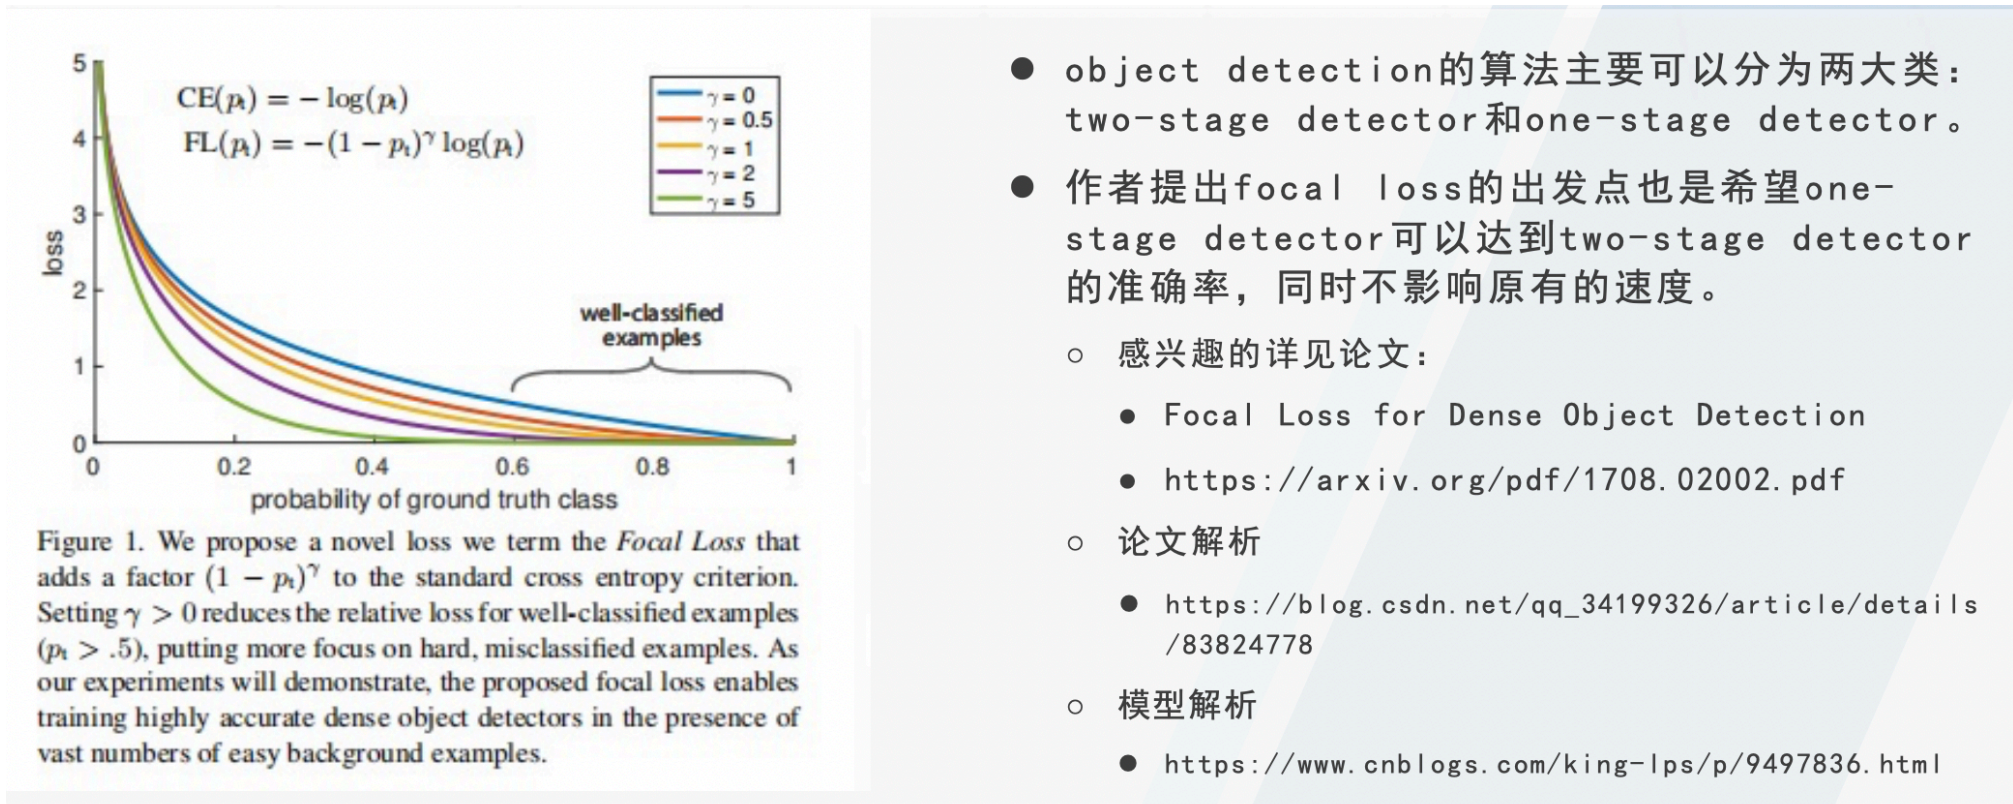 5
4
3
2
1
0
loss
CE(pₜ) = − log(pₜ)
FL(pₜ) = −(1 − pₜ)^γ log(pₜ)
γ = 0
γ = 0.5
γ = 1
γ = 2
γ = 5
well-classified
examples
0 0.2 0.4 0.6 0.8 1
probability of ground truth class
Figure 1. We propose a novel loss we term the Focal Loss that
adds a factor (1 − pₜ)^γ to the standard cross entropy criterion.
Setting γ > 0 reduces the relative loss for well-classified examples
(pₜ > .5), putting more focus on hard, misclassified examples. As
our experiments will demonstrate, the proposed focal loss enables
training highly accurate dense object detectors in the presence of
vast numbers of easy background examples.
● object detection的算法主要可以分为两大类：
two-stage detector和one-stage detector。
● 作者提出focal loss的出发点也是希望one-
stage detector可以达到two-stage detector
的准确率，同时不影响原有的速度。
○ 感兴趣的详见论文：
● Focal Loss for Dense Object Detection
● https://arxiv.org/pdf/1708.02002.pdf
○ 论文解析
● https://blog.csdn.net/qq_34199326/article/details
/83824778
○ 模型解析
● https://www.cnblogs.com/king-lps/p/9497836.html